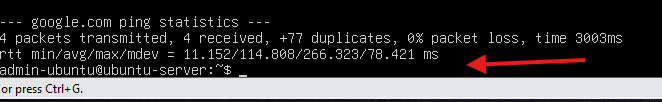 --- google.com ping statistics ---
4 packets transmitted, 4 received, +77 duplicates, 0% packet loss, time 3003ms
rtt min/avg/max/mdev = 11.152/114.808/266.323/78.421 ms
admin-ubuntu@ubuntu-server:~$ _
or press Ctrl+G.